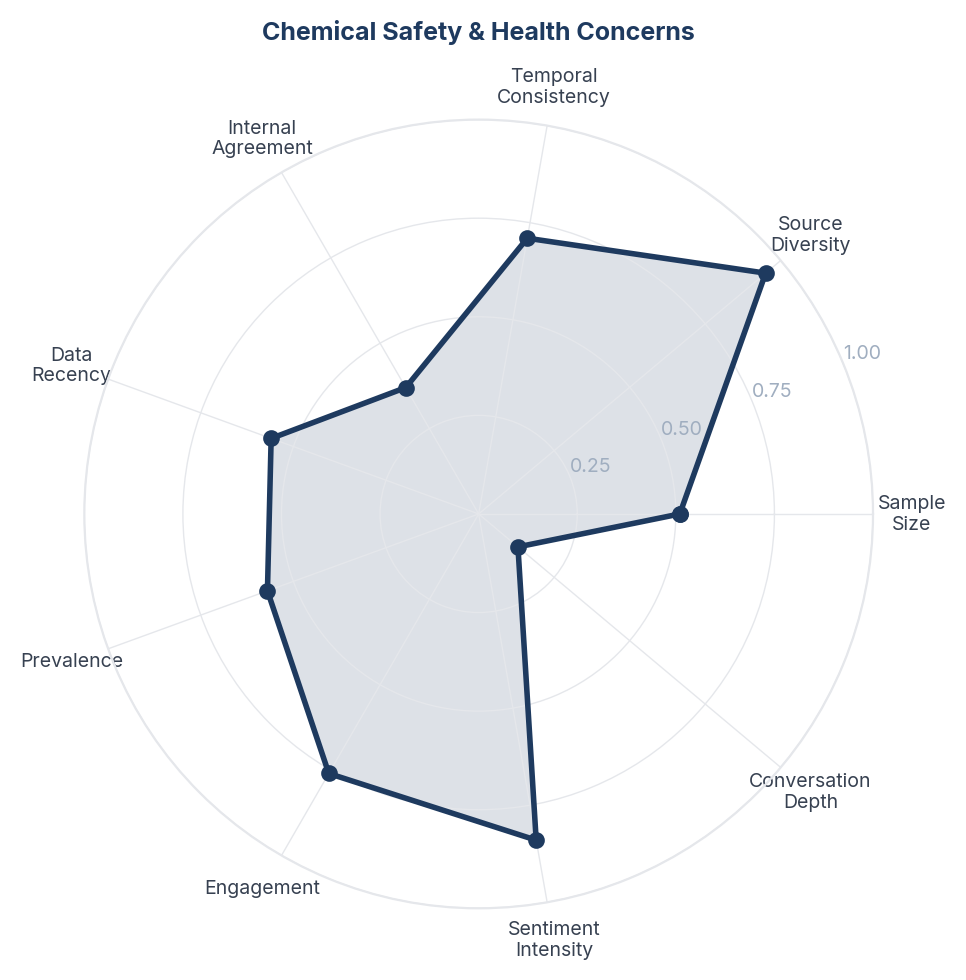 Chemical Safety & Health Concerns
Temporal
Consistency
Internal
Agreement
Source
Diversity
Data
Recency
1.00
0.75
0.50
0.25
Sample
Size
Prevalence
Conversation
Depth
Engagement
Sentiment
Intensity